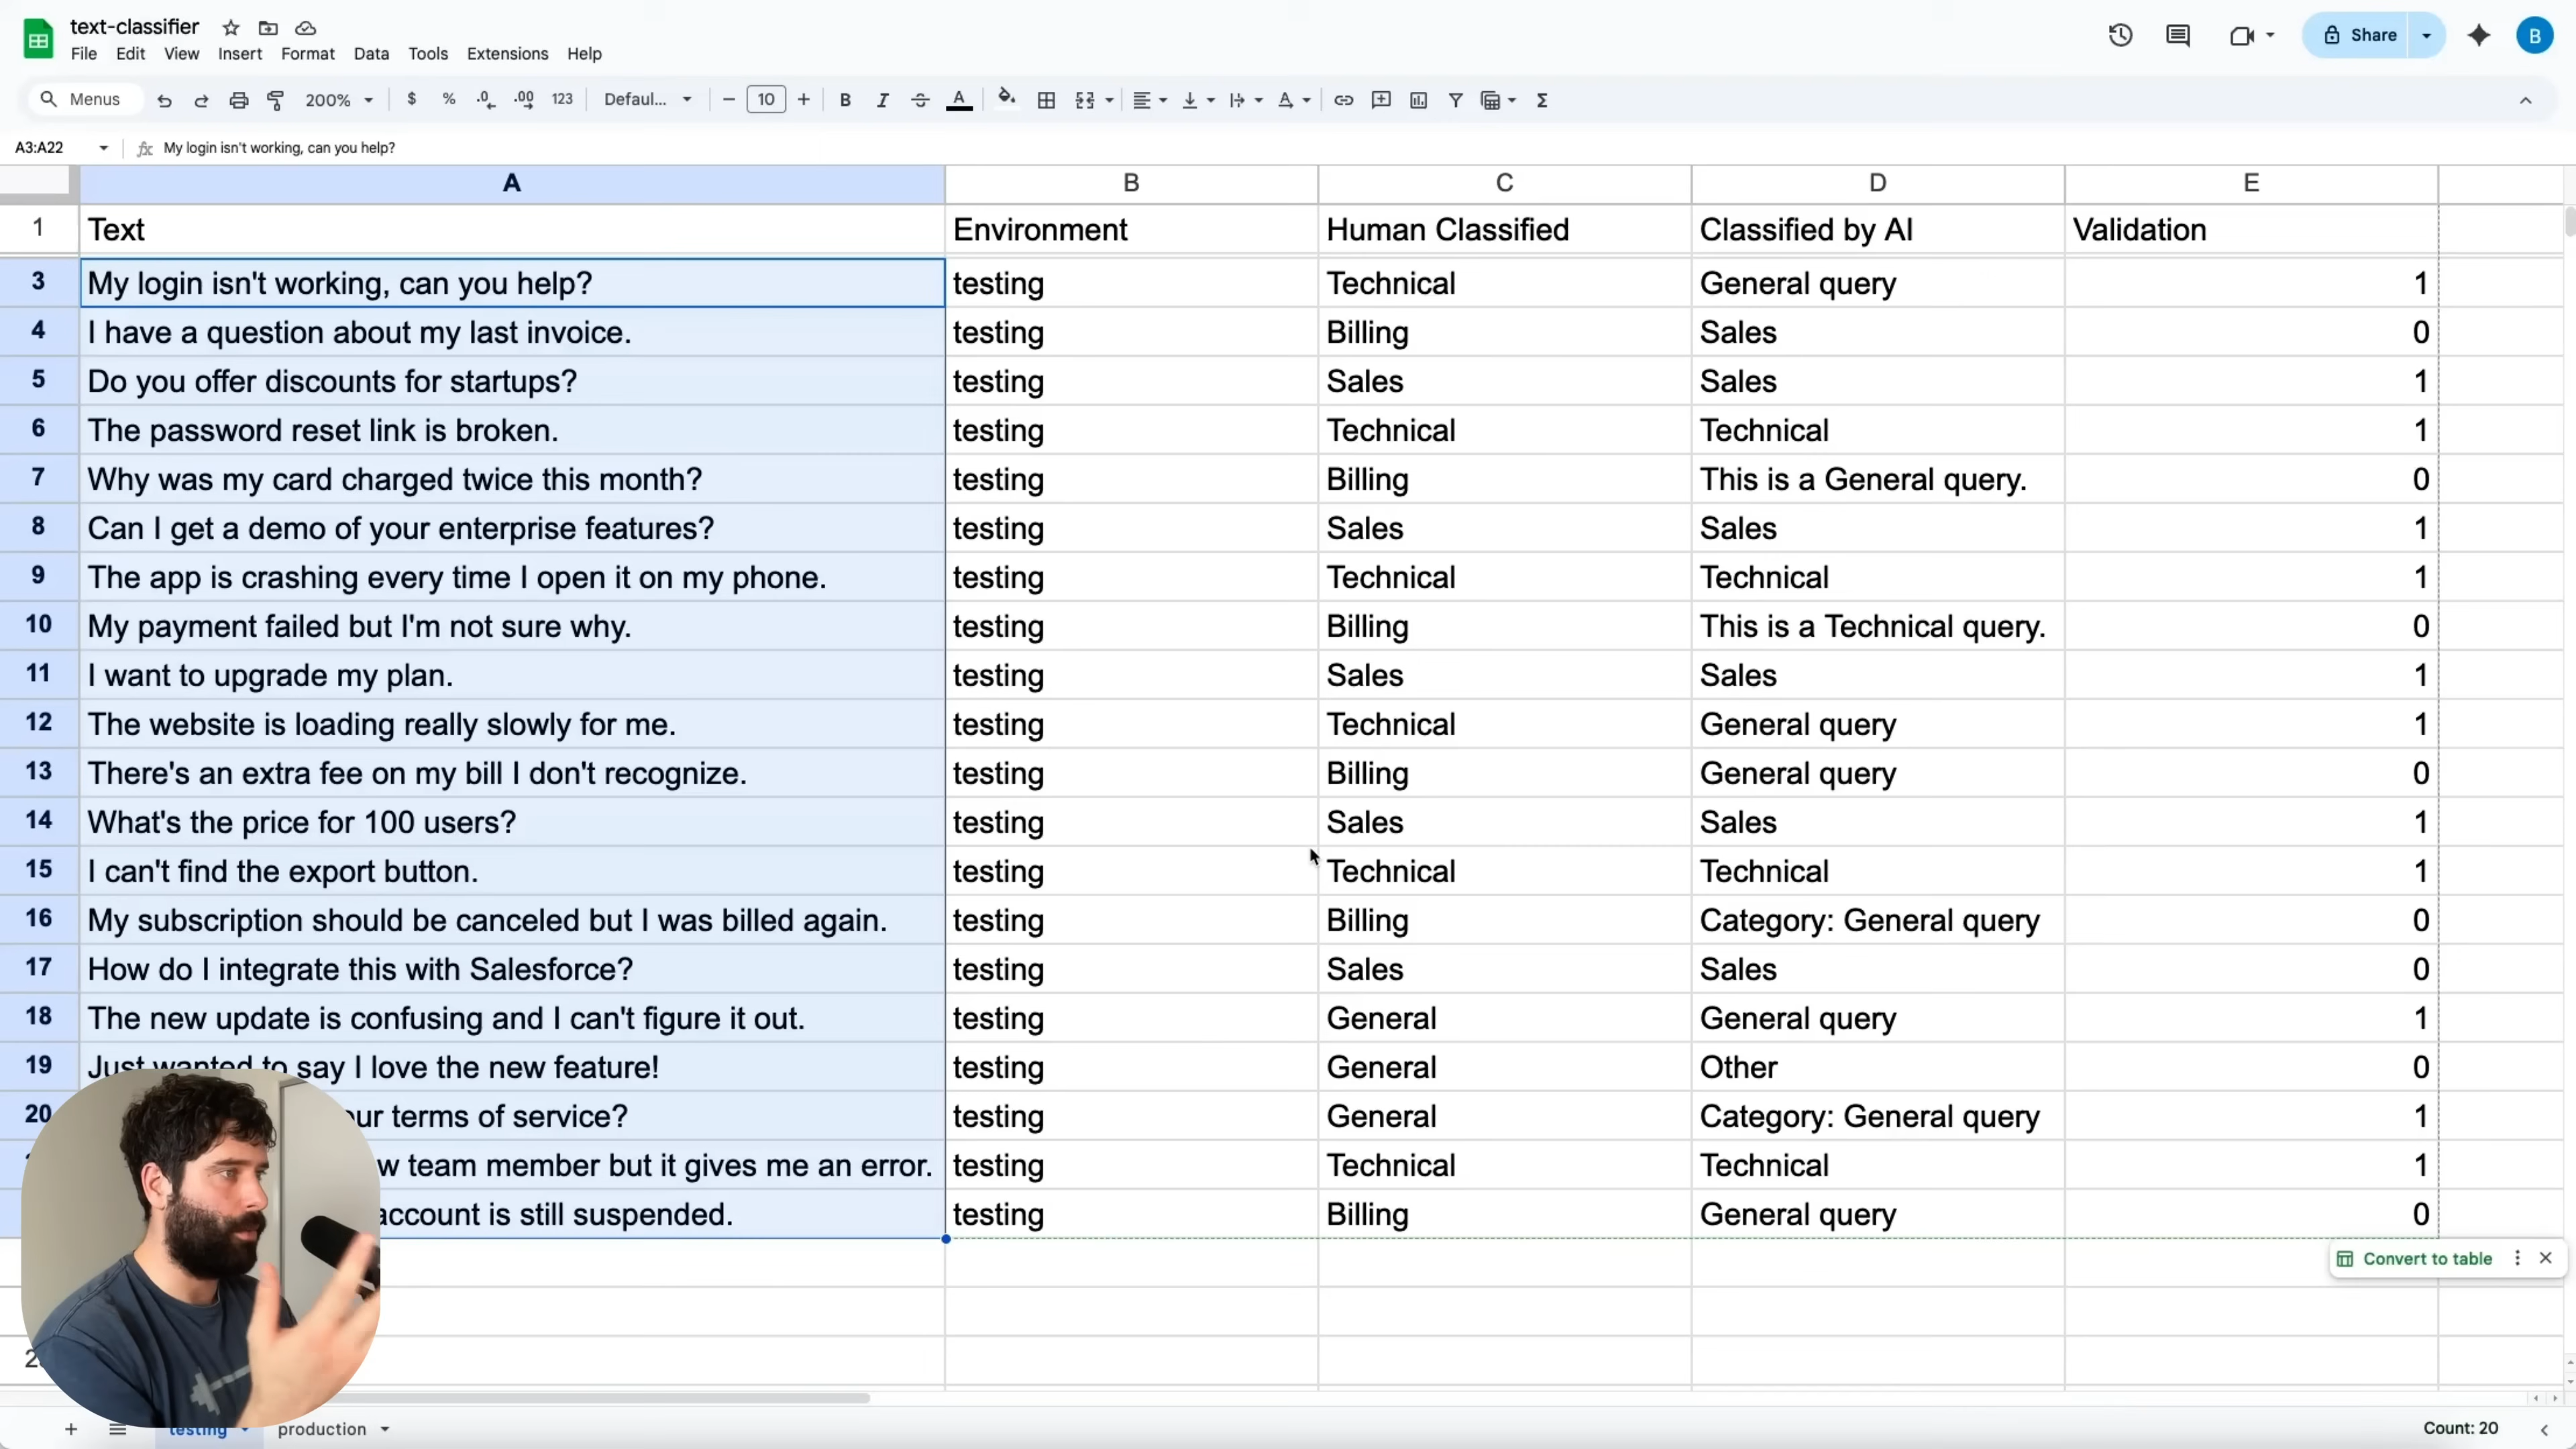 text-classifier
File Edit View Insert Format Data Tools Extensions Help
Share
B
Menus 200% $ % .0 .00 123 Defaul... 10 B I A
A3:A22 fx My login isn't working, can you help?
A B C D E
1 Text Environment Human Classified Classified by AI Validation
3 My login isn't working, can you help? testing Technical General query 1
4 I have a question about my last invoice. testing Billing Sales 0
5 Do you offer discounts for startups? testing Sales Sales 1
6 The password reset link is broken. testing Technical Technical 1
7 Why was my card charged twice this month? testing Billing This is a General query. 0
8 Can I get a demo of your enterprise features? testing Sales Sales 1
9 The app is crashing every time I open it on my phone. testing Technical Technical 1
10 My payment failed but I'm not sure why. testing Billing This is a Technical query. 0
11 I want to upgrade my plan. testing Sales Sales 1
12 The website is loading really slowly for me. testing Technical General query 1
13 There's an extra fee on my bill I don't recognize. testing Billing General query 0
14 What's the price for 100 users? testing Sales Sales 1
15 I can't find the export button. testing Technical Technical 1
16 My subscription should be canceled but I was billed again. testing Billing Category: General query 0
17 How do I integrate this with Salesforce? testing Sales Sales 0
18 The new update is confusing and I can't figure it out. testing General General query 1
19 Just wanted to say I love the new feature! testing General Other 0
20 terms of service? testing General Category: General query 1
team member but it gives me an error. testing Technical Technical 1
account is still suspended. testing Billing General query 0
Convert to table
testing production Count: 20